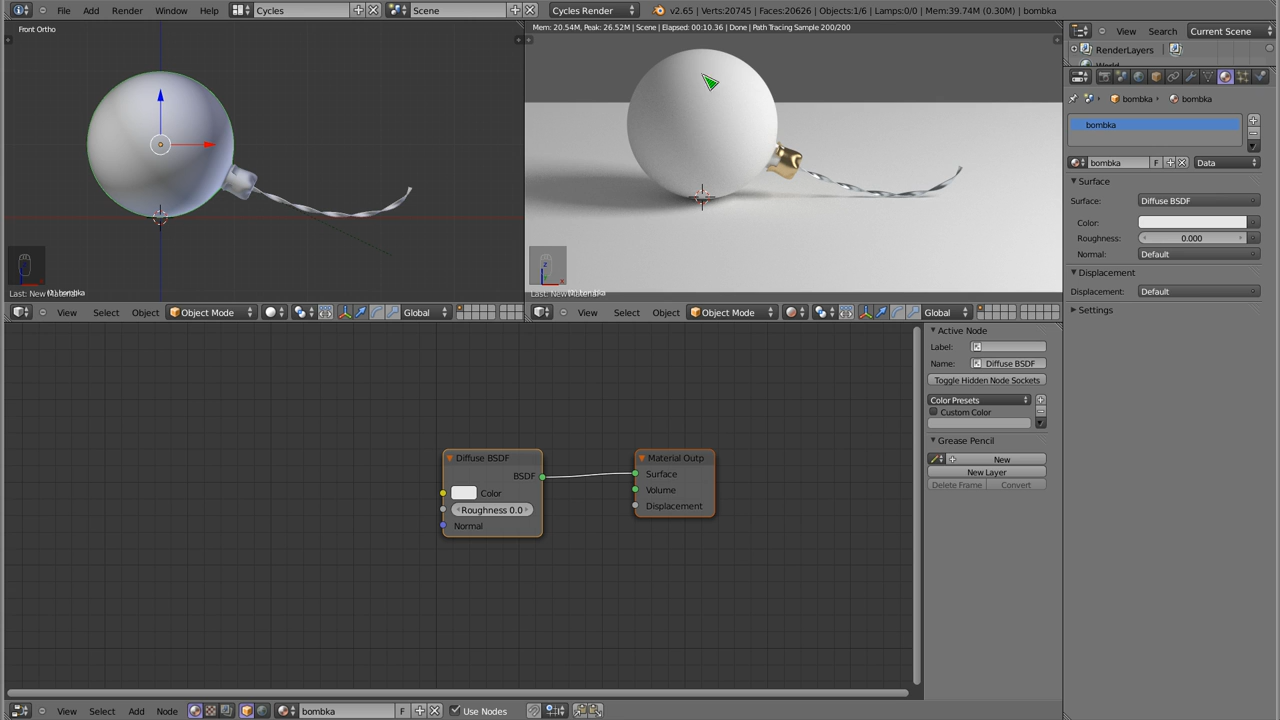 File Add Render Window Help Cycles Scene Cycles Render v2.65 | Verts:20745 | Faces:20626 | Objects:1/6 | Lamps:0/0 | Mem:39.74M (0.30M) | bombka
Front Ortho
Mem: 20.54M, Peak: 26.52M | Scene | Elapsed: 00:10.36 | Done | Path Tracing Sample 200/200
View Search Current Scene
RenderLayers
bombka bombka
bombka
bombka F Data
Surface
Surface: Diffuse BSDF
Color:
Roughness: 0.000
Normal: Default
Displacement
Displacement: Default
Settings
View Select Object Object Mode Global
View Select Object Object Mode Global
Active Node
Label:
Name: Diffuse BSDF
Toggle Hidden Node Sockets
Color Presets
Custom Color
Grease Pencil
New
New Layer
Delete Frame Convert
Diffuse BSDF
BSDF
Color
Roughness 0.0
Normal
Material Outp
Surface
Volume
Displacement
View Select Add Node bombka F Use Nodes